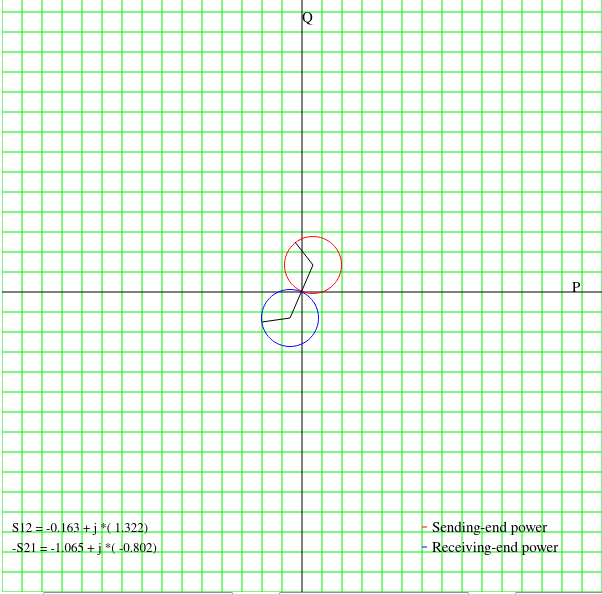 Q
P
S12 = -0.163 + j *( 1.322)
Sending-end power
-S21 = -1.065 + j *( -0.802)
Receiving-end power